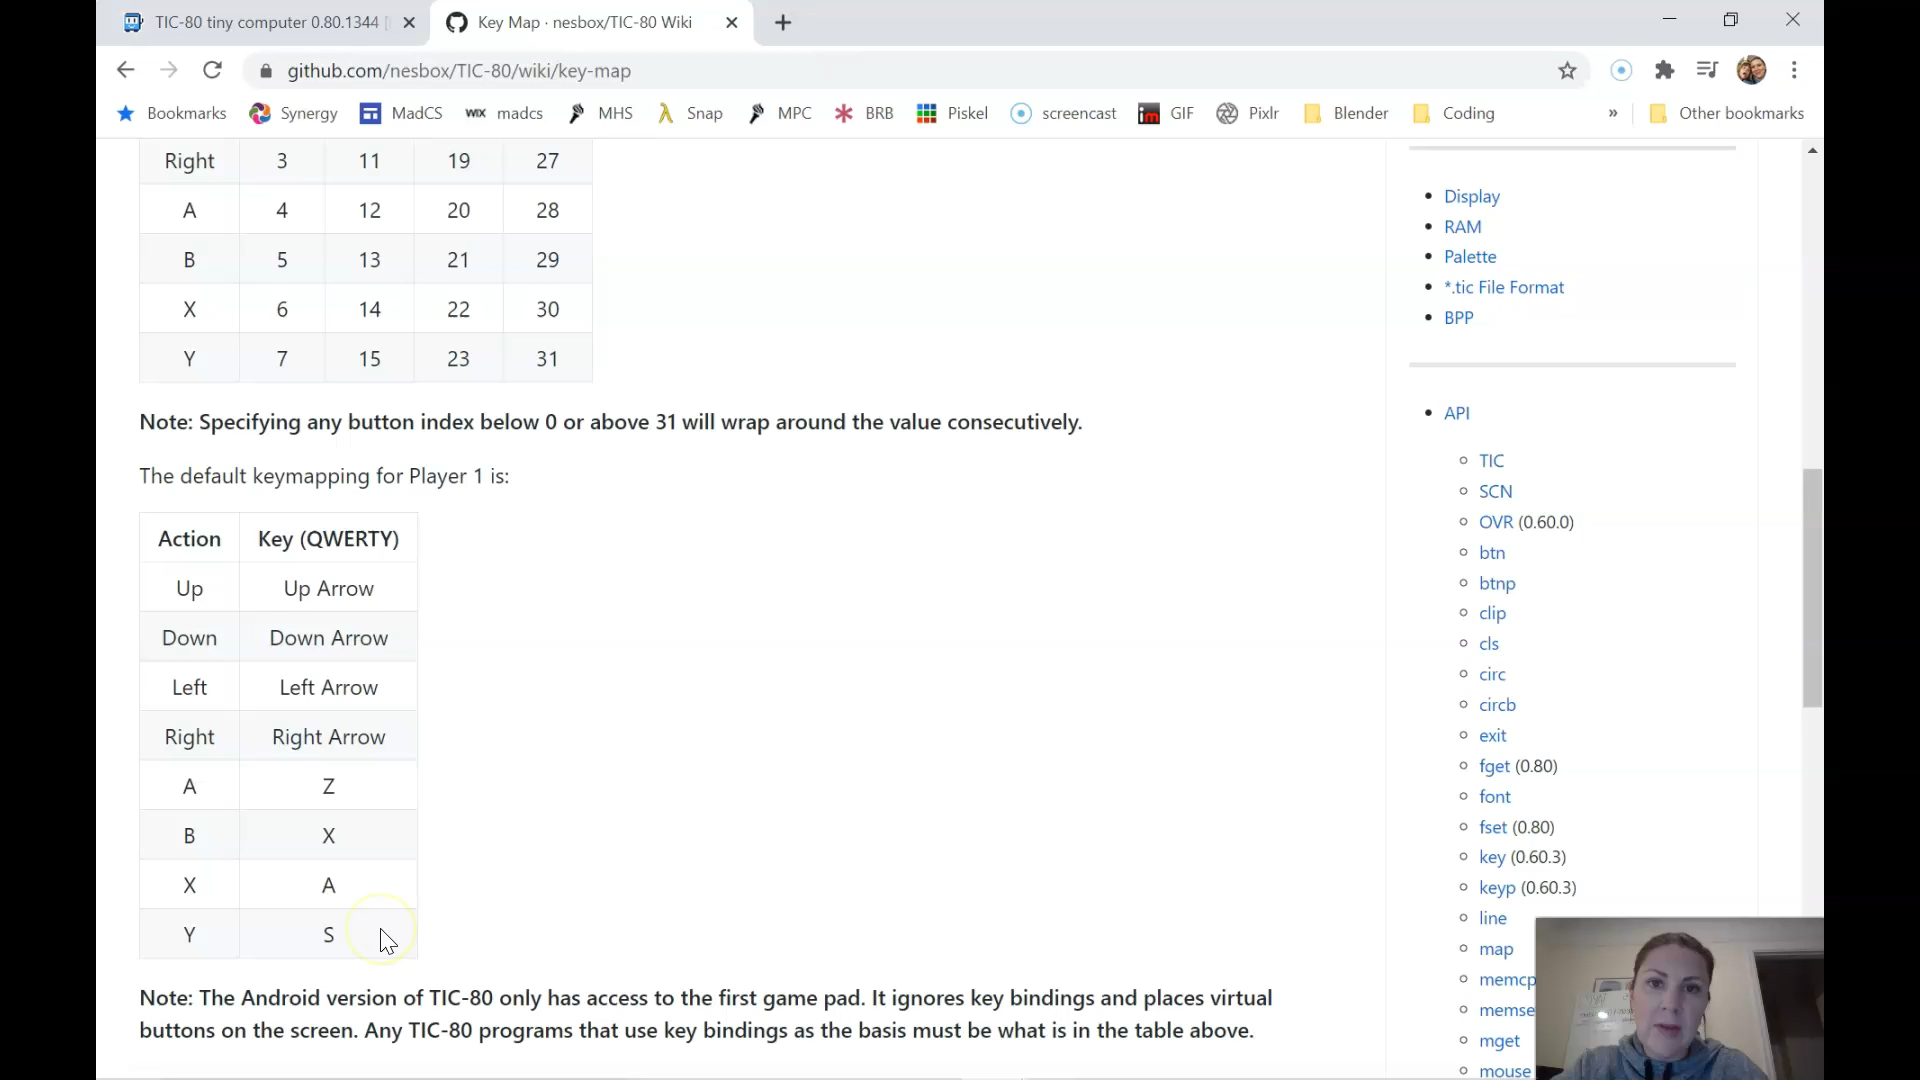 TIC-80 tiny computer 0.80.1344
Key Map · nesbox/TIC-80 Wiki
github.com/nesbox/TIC-80/wiki/key-map
Bookmarks
Synergy
MadCS
WiX madcs
MHS
Snap
MPC
BRB
Piskel
screencast
im GIF
Pixlr
Blender
Coding
»
Other bookmarks
Right 3 11 19 27
A 4 12 20 28
B 5 13 21 29
X 6 14 22 30
Y 7 15 23 31
Note: Specifying any button index below 0 or above 31 will wrap around the value consecutively.
The default keymapping for Player 1 is:
Action Key (QWERTY)
Up Up Arrow
Down Down Arrow
Left Left Arrow
Right Right Arrow
A Z
B X
X A
Y S
Note: The Android version of TIC-80 only has access to the first game pad. It ignores key bindings and places virtual
buttons on the screen. Any TIC-80 programs that use key bindings as the basis must be what is in the table above.
Display
RAM
Palette
*.tic File Format
BPP
API
TIC
SCN
OVR (0.60.0)
btn
btnp
clip
cls
circ
circb
exit
fget (0.80)
font
fset (0.80)
key (0.60.3)
keyp (0.60.3)
line
map
memcp
memse
mget
mouse